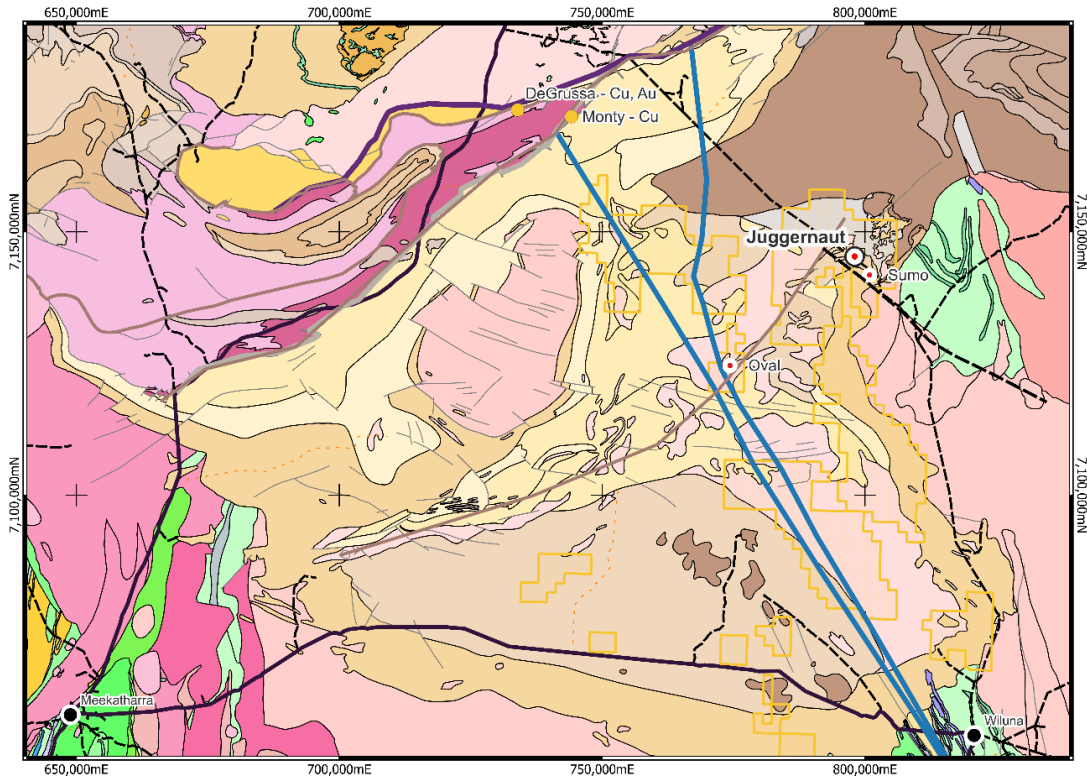 650,000mE
700,000mE
750,000mE
800,000mE
DeGrussa - Cu, Au
Monty - Cu
7,150,000mN
7,150,000mN
Juggernaut
Sumo
Oval
7,100,000mN
7,100,000mN
Meekatharra
Wiluna
650,000mE
700,000mE
750,000mE
800,000mE